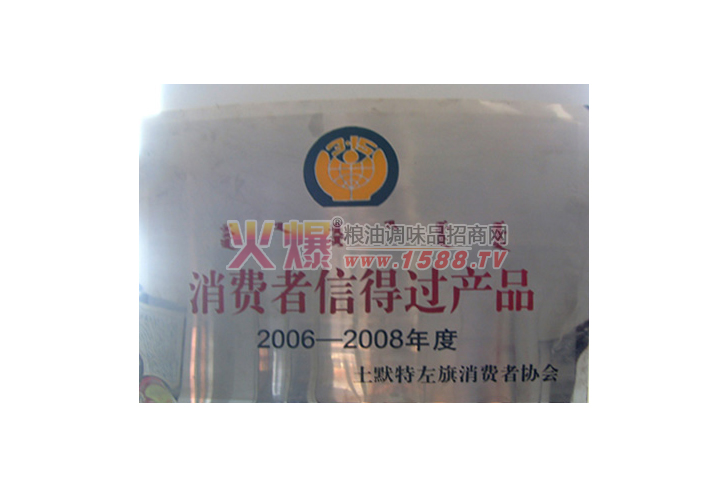 火爆®粮油调味品招商网
www.1588.TV
消费者信得过产品
2006—2008年度
土默特左旗消费者协会